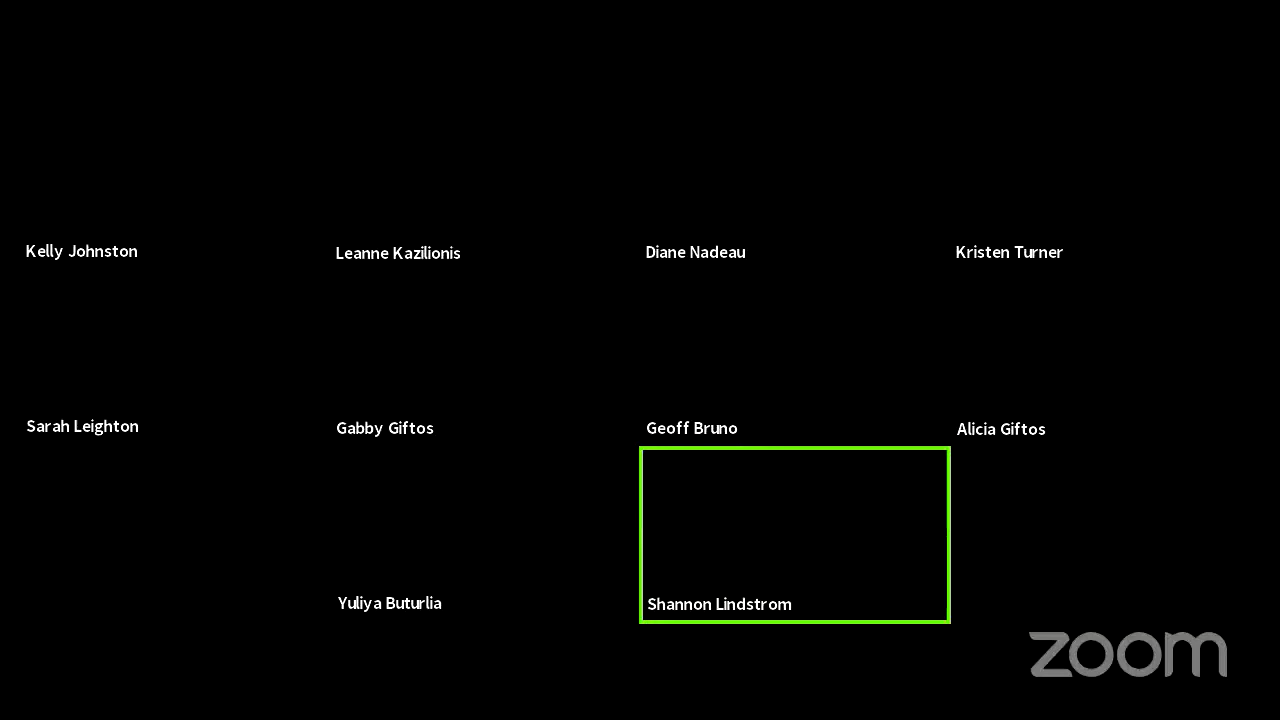 Kelly Johnston
Leanne Kazilionis
Diane Nadeau
Kristen Turner
Sarah Leighton
Gabby Giftos
Geoff Bruno
Alicia Giftos
Yuliya Buturlia
Shannon Lindstrom
zoom